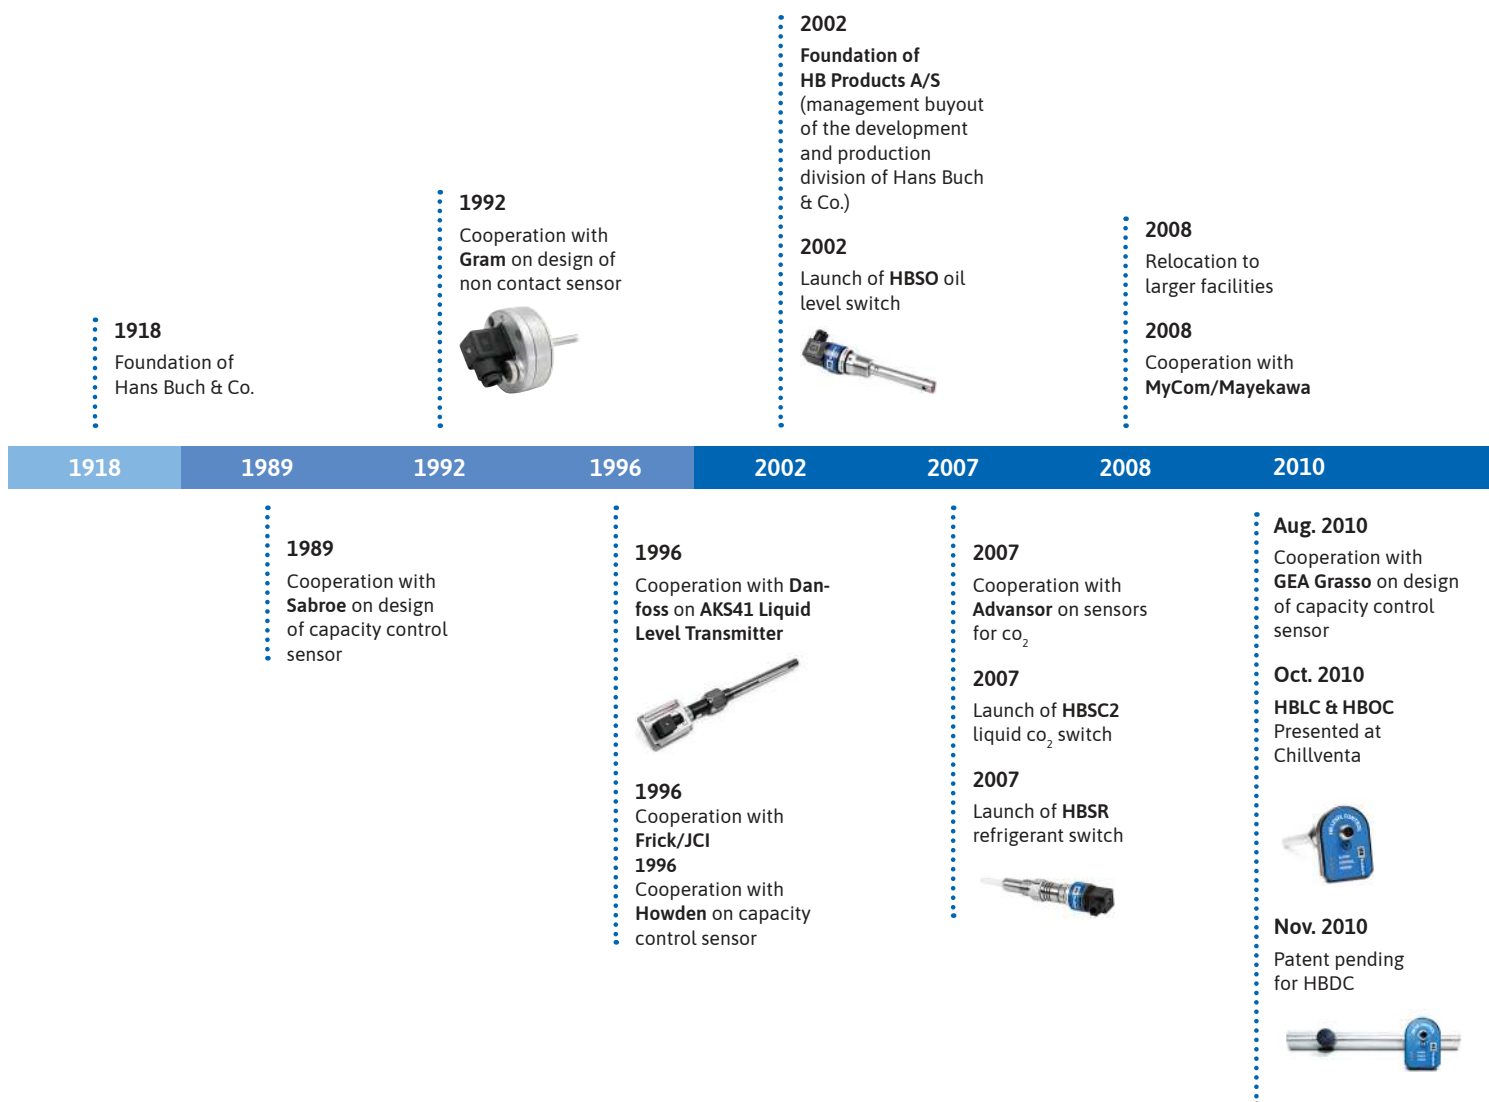 2002
Foundation of
HB Products A/S
(management buyout
of the development
and production
division of Hans Buch
& Co.)
2002
Launch of HBSO oil
level switch
1992
Cooperation with
Gram on design of
non contact sensor
2008
Relocation to
larger facilities
2008
Cooperation with
MyCom/Mayekawa
1918
Foundation of
Hans Buch & Co.
1918 1989 1992 1996 2002 2007 2008 2010
1989
Cooperation with
Sabroe on design
of capacity control
sensor
1996
Cooperation with Dan-
foss on AKS41 Liquid
Level Transmitter
1996
Cooperation with
Frick/JCI
1996
Cooperation with
Howden on capacity
control sensor
2007
Cooperation with
Advansor on sensors
for co2
2007
Launch of HBSC2
liquid co2 switch
2007
Launch of HBSR
refrigerant switch
Aug. 2010
Cooperation with
GEA Grasso on design
of capacity control
sensor
Oct. 2010
HBLC & HBOC
Presented at
Chillventa
Nov. 2010
Patent pending
for HBDC